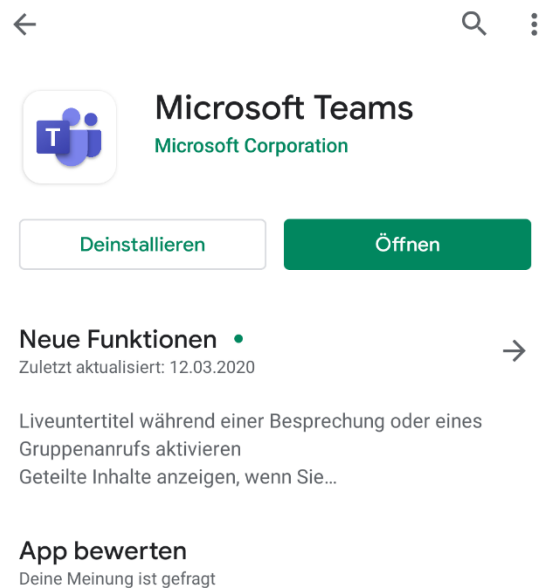 Microsoft Teams
T
Microsoft Corporation
Deinstallieren
Öffnen
Neue Funktionen
Zuletzt aktualisiert: 12.03.2020
Liveuntertitel während einer Besprechung oder eines
Gruppenanrufs aktivieren
Geteilte Inhalte anzeigen, wenn Sie...
App bewerten
Deine Meinung ist gefragt